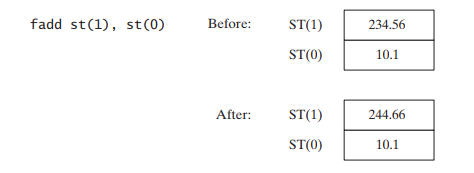 fadd st(1), st(0) Before: ST(1) 234.56
ST(0) 10.1
After: ST(1) 244.66
ST(0) 10.1